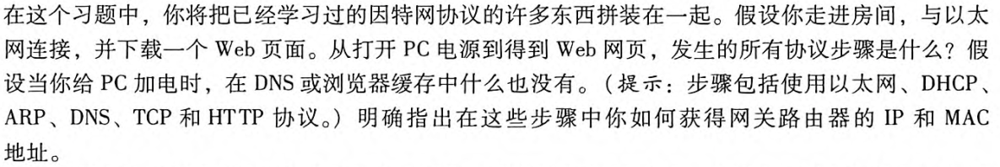 在这个习题中，你将把已经学习过的因特网协议的许多东西拼装在一起。假设你走进房间，与以太
网连接，并下载一个 Web 页面。从打开 PC 电源到得到 Web 网页，发生的所有协议步骤是什么？假
设当你给 PC 加电时，在 DNS 或浏览器缓存中什么也没有。（提示：步骤包括使用以太网、DHCP、
ARP、DNS、TCP 和 HTTP 协议。）明确指出在这些步骤中你如何获得网关路由器的 IP 和 MAC
地址。